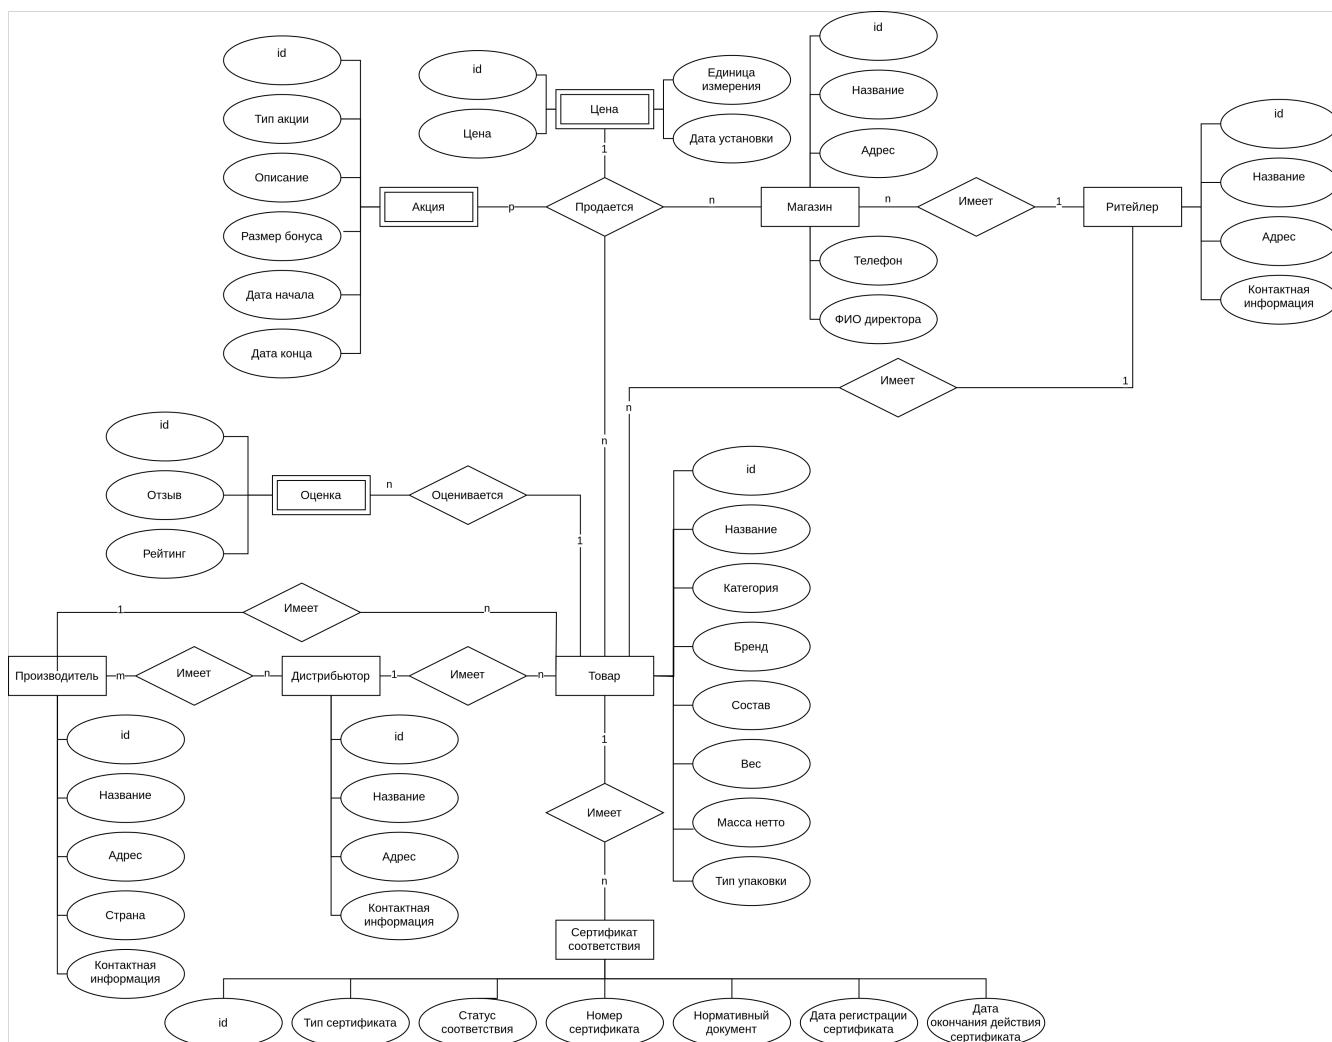 id
Тип акции
Описание
Размер бонуса
Дата начала
Дата конца
Акция
p
id
Цена
Цена
Единица
измерения
Дата установки
1
Продается
n
n
Магазин
id
Название
Адрес
Телефон
ФИО директора
n
Имеет
1
Ритейлер
id
Название
Адрес
Контактная
информация
Имеет
1
n
id
Отзыв
Рейтинг
Оценка
n
Оценивается
1
1
Имеет
n
Производитель
m
Имеет
n
Дистрибьютор
1
Имеет
n
Товар
id
Название
Категория
Бренд
Состав
Вес
Масса нетто
Тип упаковки
id
Название
Адрес
Страна
Контактная
информация
id
Название
Адрес
Контактная
информация
1
Имеет
n
Сертификат
соответствия
id
Тип сертификата
Статус
соответствия
Номер
сертификата
Нормативный
документ
Дата регистрации
сертификата
Дата
окончания действия
сертификата